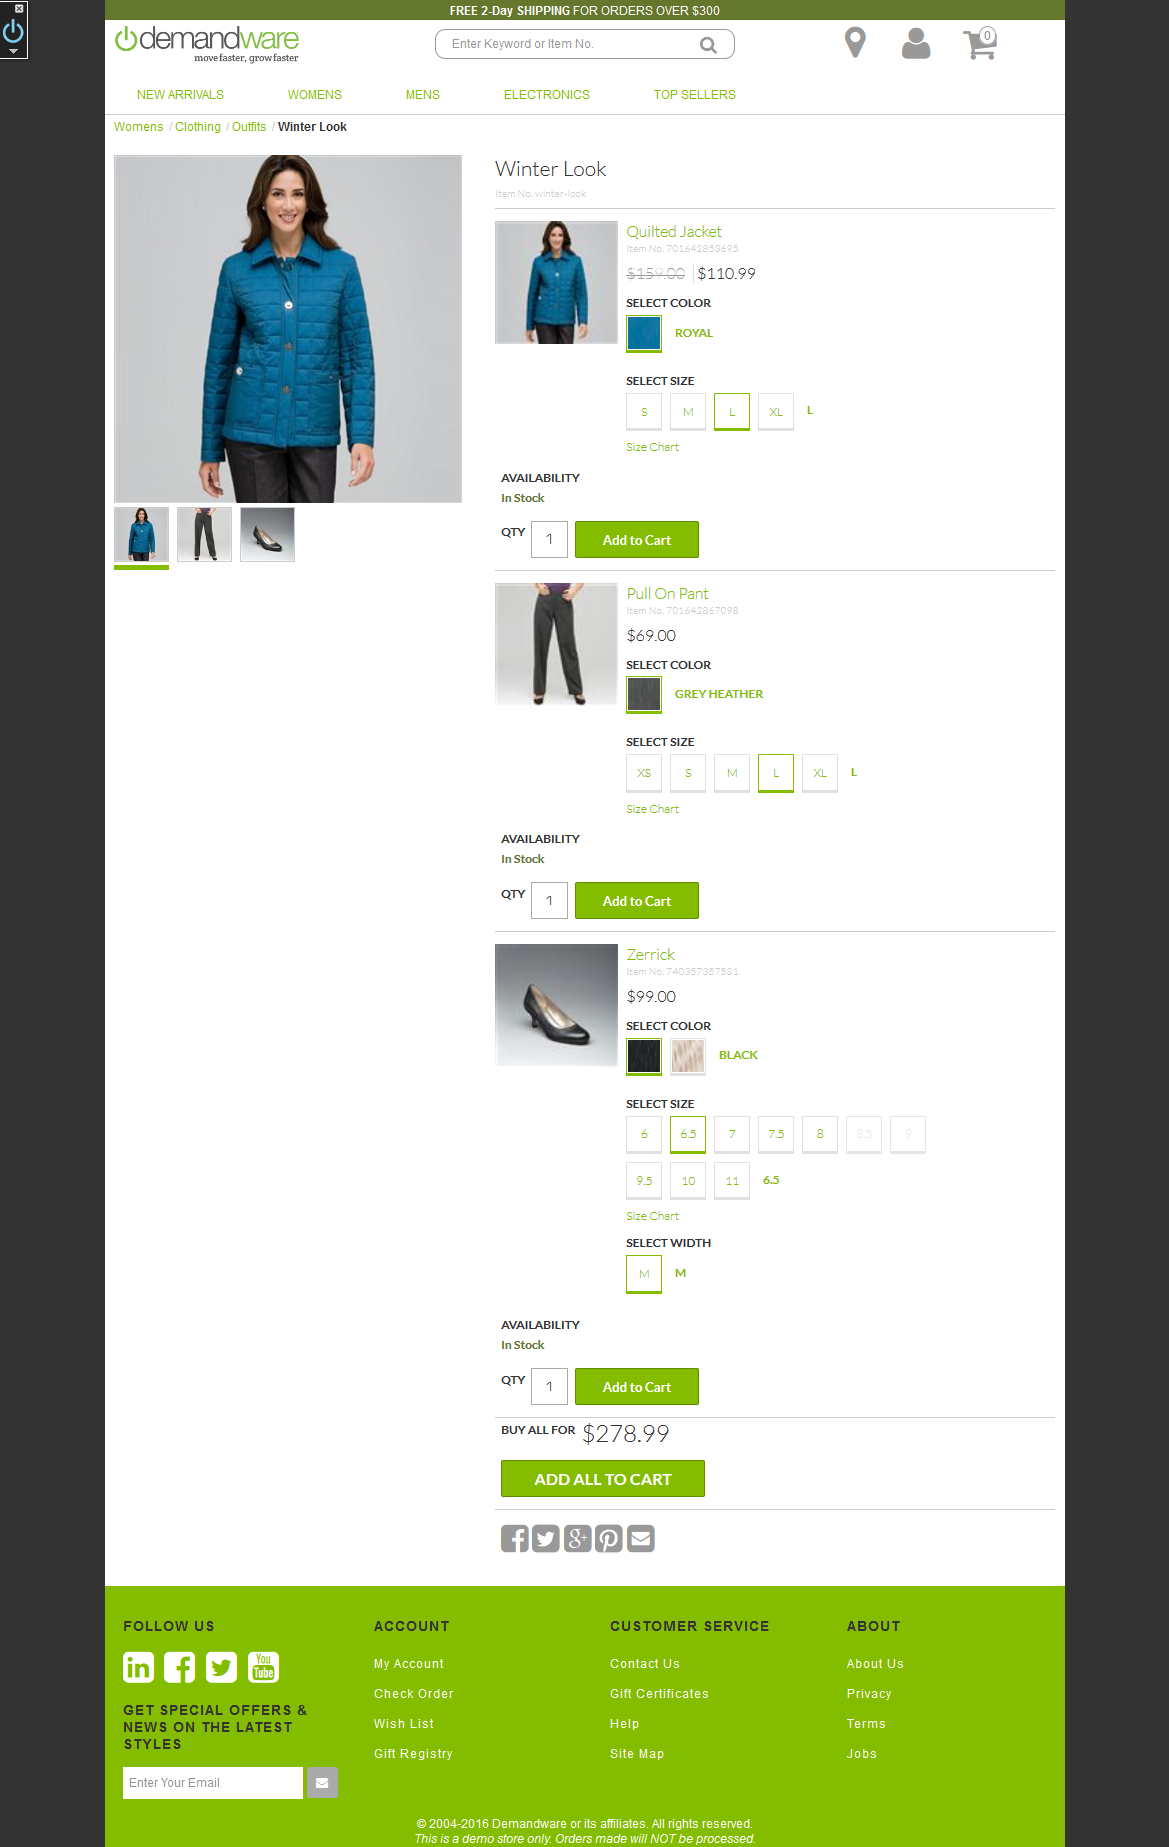 FREE 2-Day SHIPPING FOR ORDERS OVER $300
demandware
move faster, grow faster
Enter Keyword or Item No.
0
NEW ARRIVALS WOMENS MENS ELECTRONICS TOP SELLERS
Womens / Clothing / Outfits / Winter Look
Winter Look
Item No. winter-look
Quilted Jacket
Item No. 701642853695
$159.00 $110.99
SELECT COLOR
ROYAL
SELECT SIZE
S M L XL L
Size Chart
AVAILABILITY
In Stock
QTY 1 Add to Cart
Pull On Pant
Item No. 701642867098
$69.00
SELECT COLOR
GREY HEATHER
SELECT SIZE
XS S M L XL L
Size Chart
AVAILABILITY
In Stock
QTY 1 Add to Cart
Zerrick
Item No. 740357357531
$99.00
SELECT COLOR
BLACK
SELECT SIZE
6 6.5 7 7.5 8 8.5 9
9.5 10 11 6.5
Size Chart
SELECT WIDTH
M M
AVAILABILITY
In Stock
QTY 1 Add to Cart
BUY ALL FOR $278.99
ADD ALL TO CART
FOLLOW US
You Tube
GET SPECIAL OFFERS &
NEWS ON THE LATEST
STYLES
Enter Your Email
ACCOUNT
My Account
Check Order
Wish List
Gift Registry
CUSTOMER SERVICE
Contact Us
Gift Certificates
Help
Site Map
ABOUT
About Us
Privacy
Terms
Jobs
© 2004-2016 Demandware or its affiliates. All rights reserved.
This is a demo store only. Orders made will NOT be processed.